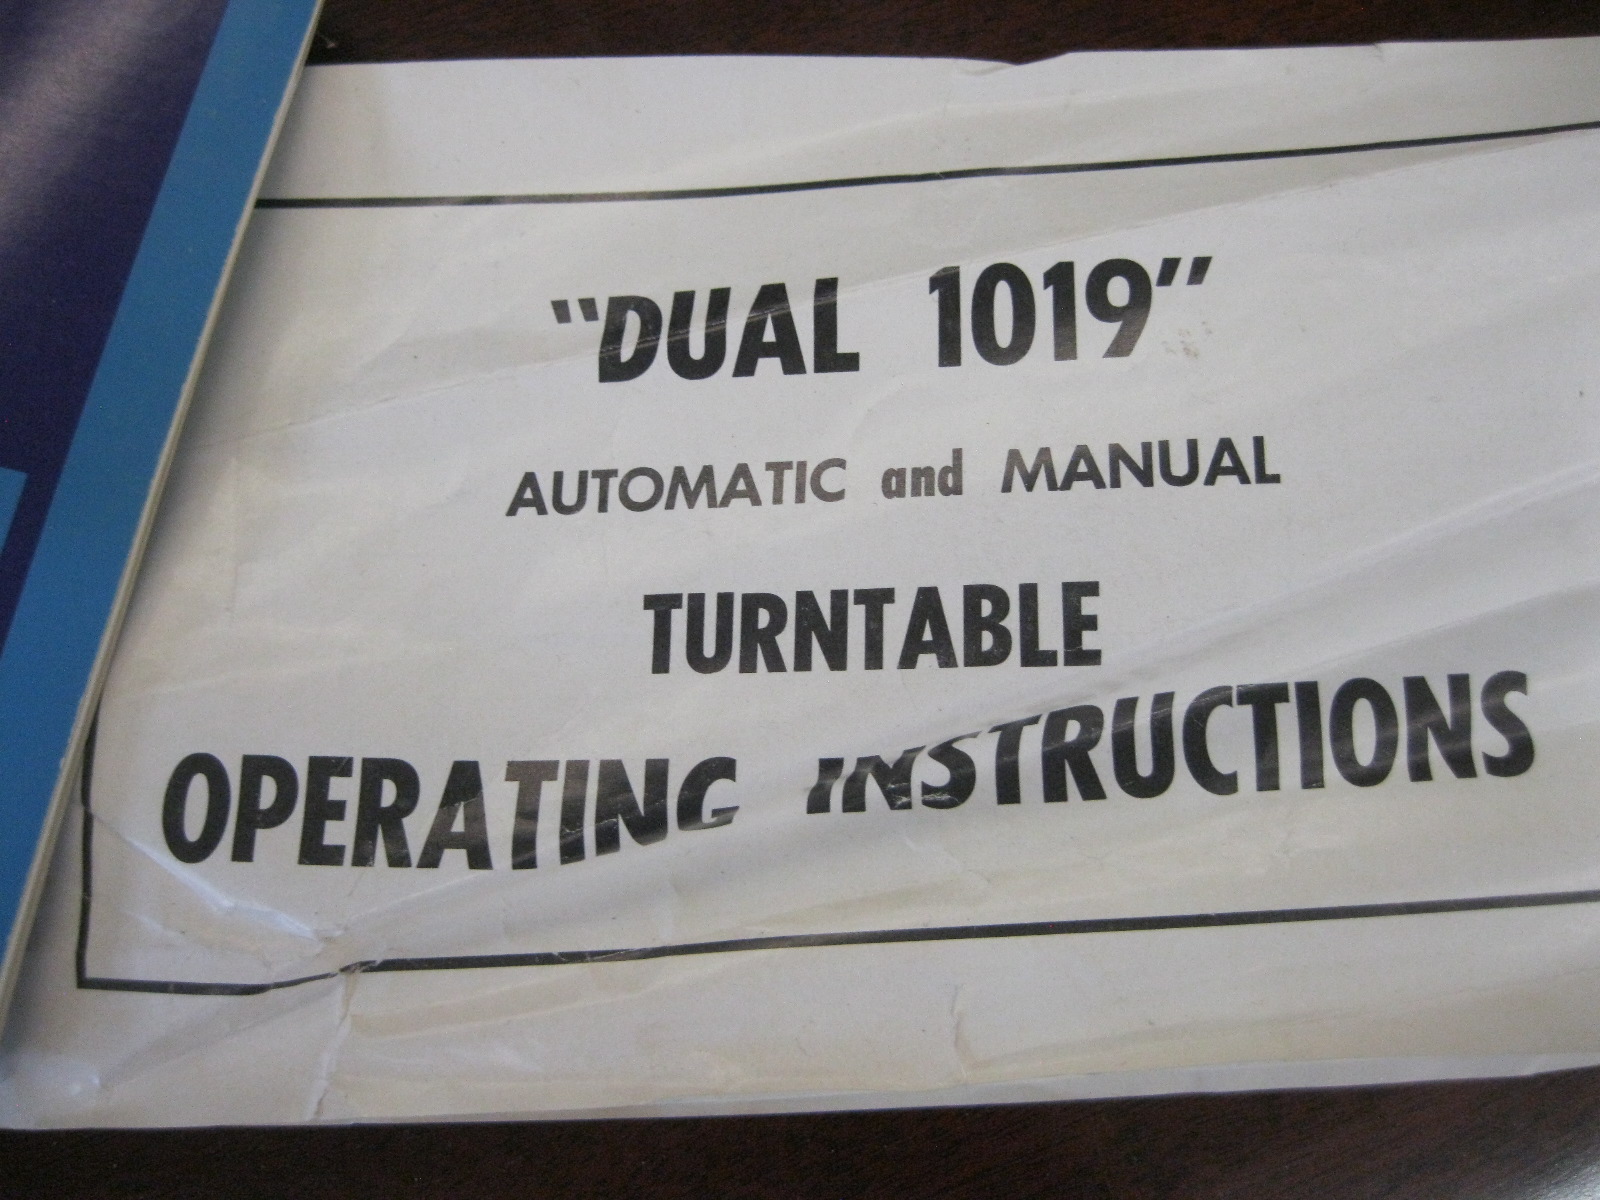 "DUAL 1019"
AUTOMATIC and MANUAL
TURNTABLE
OPERATING INSTRUCTIONS